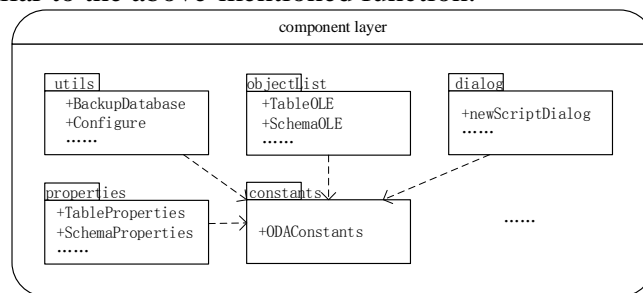 component layer
utils
+BackupDatabase
+Configure
······
objectList
+TableOLE
+SchemaOLE
······
dialog
+newScriptDialog
······
properties
+TableProperties
+SchemaProperties
······
constants
+ODAConstants
······